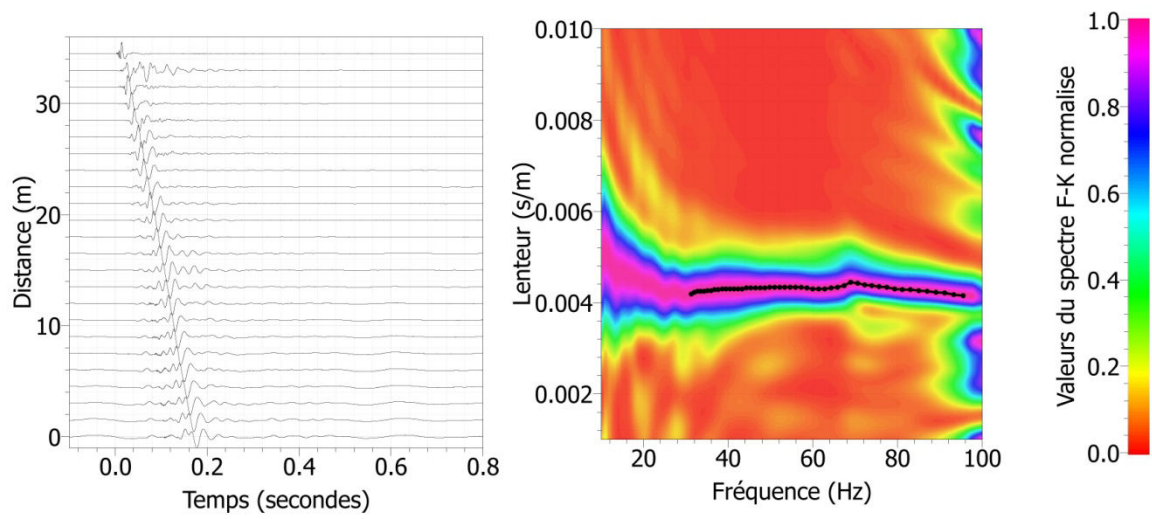 Distance (m)
30
20
10
0
0.0 0.2 0.4 0.6 0.8
Temps (secondes)
Lenteur (s/m)
0.010
0.008
0.006
0.004
0.002
20 40 60 80 100
Fréquence (Hz)
Valeurs du spectre F-K normalise
1.0
0.8
0.6
0.4
0.2
0.0